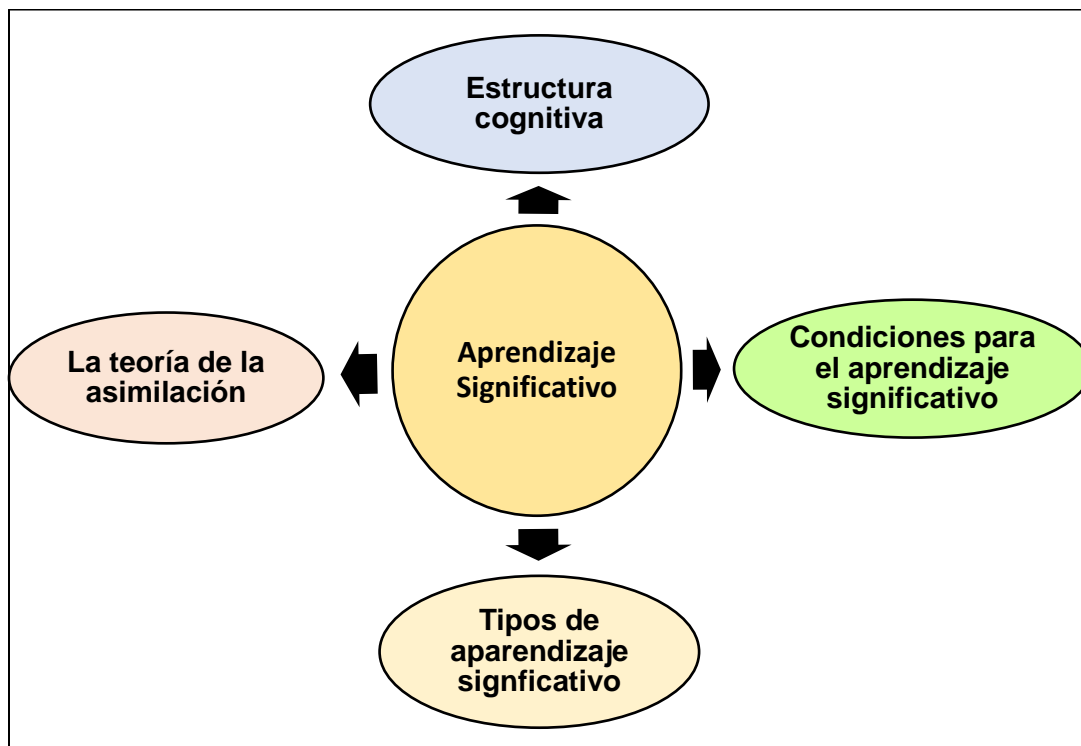 Estructura
cognitiva
La teoría de la
asimilación
Aprendizaje
Significativo
Condiciones para
el aprendizaje
significativo
Tipos de
aparendizaje
signficativo